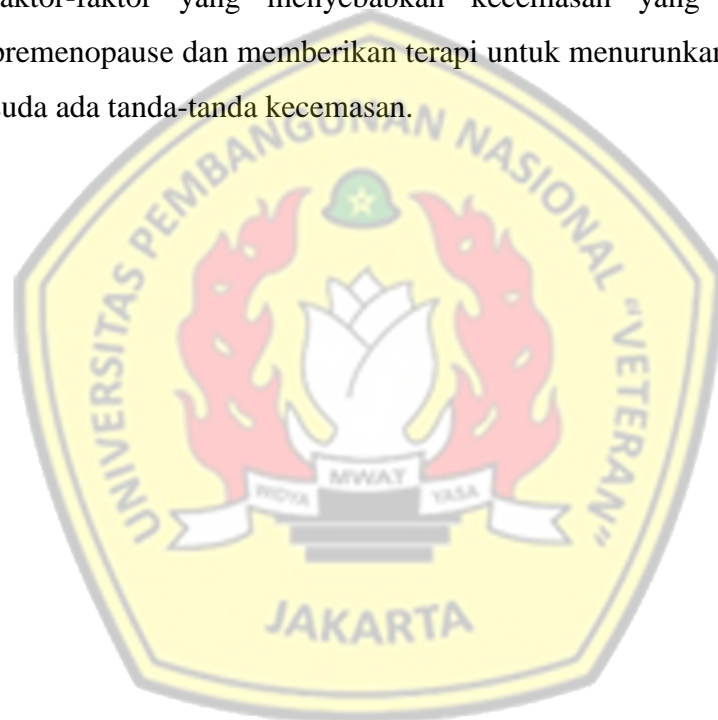 aktor-faktor yang menyebabkan kecemasan yang
premenopause dan memberikan terapi untuk menurunkan
uda ada tanda-tanda kecemasan.
UNIVERSITAS PEMBANGUNAN NASIONAL "VETERAN"
WIDYA MWAT YASA
JAKARTA